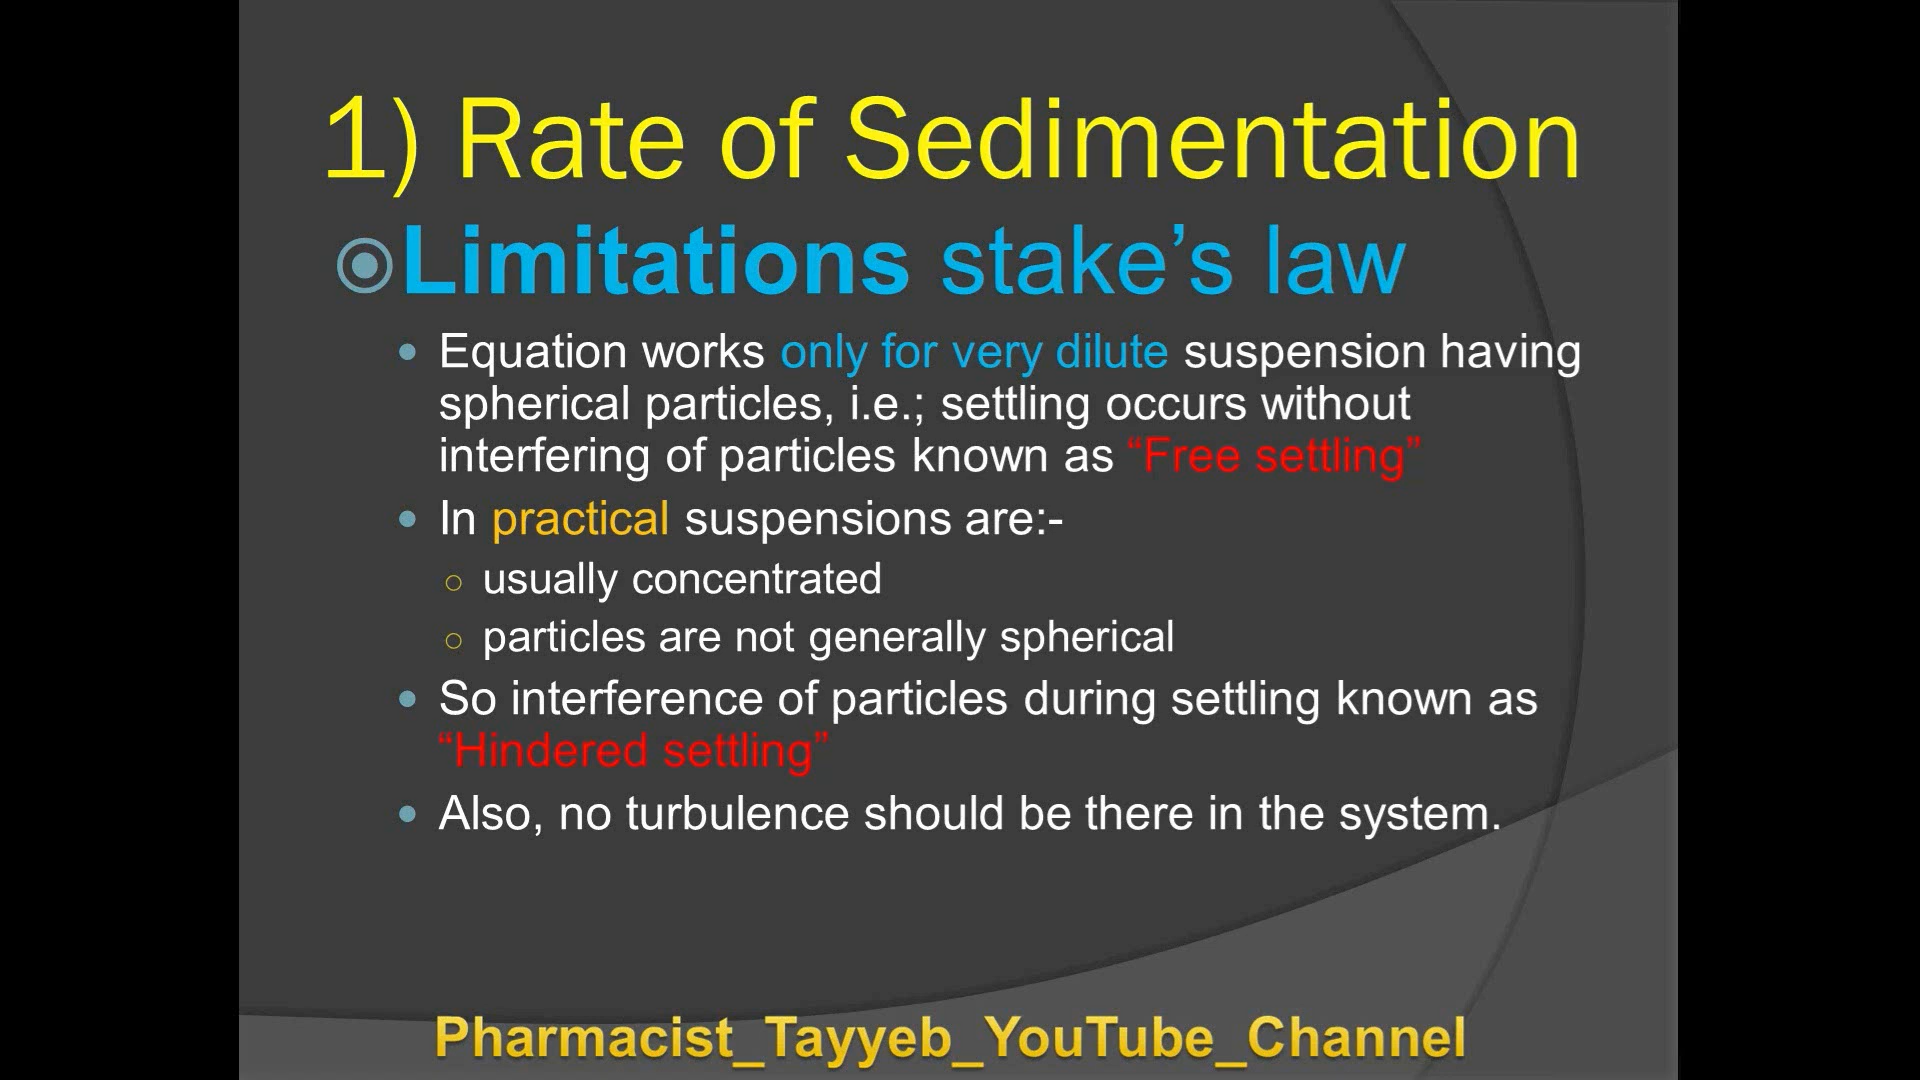 1) Rate of Sedimentation
Limitations stake’s law
Equation works only for very dilute suspension having
spherical particles, i.e.; settling occurs without
interfering of particles known as “Free settling”
In practical suspensions are:-
usually concentrated
particles are not generally spherical
So interference of particles during settling known as
“Hindered settling”
Also, no turbulence should be there in the system.
Pharmacist_Tayyeb_YouTube_Channel